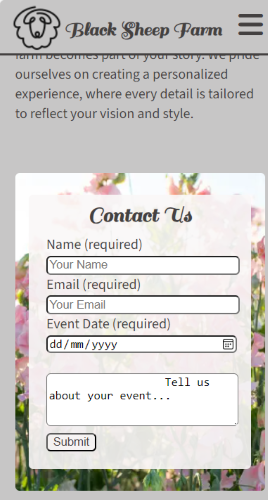 Black Sheep Farm
farm becomes part of your story. We pride
ourselves on creating a personalized
experience, where every detail is tailored
to reflect your vision and style.
Contact Us
Name (required)
Your Name
Email (required)
Your Email
Event Date (required)
dd/mm/yyyy
Tell us
about your event...
Submit